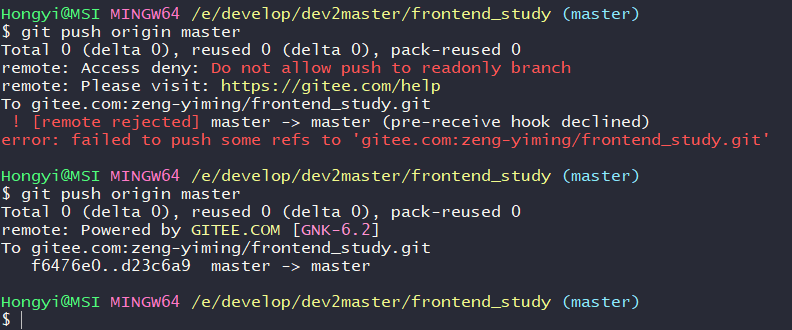 Hongyi@MSI MINGW64 /e/develop/dev2master/frontend_study (master)
$ git push origin master
Total 0 (delta 0), reused 0 (delta 0), pack-reused 0
remote: Access deny: Do not allow push to readonly branch
remote: Please visit: https://gitee.com/help
To gitee.com:zeng-yiming/frontend_study.git
 ! [remote rejected] master -> master (pre-receive hook declined)
error: failed to push some refs to 'gitee.com:zeng-yiming/frontend_study.git'
Hongyi@MSI MINGW64 /e/develop/dev2master/frontend_study (master)
$ git push origin master
Total 0 (delta 0), reused 0 (delta 0), pack-reused 0
remote: Powered by GITEE.COM [GNK-6.2]
To gitee.com:zeng-yiming/frontend_study.git
   f6476e0..d23c6a9  master -> master
Hongyi@MSI MINGW64 /e/develop/dev2master/frontend_study (master)
$